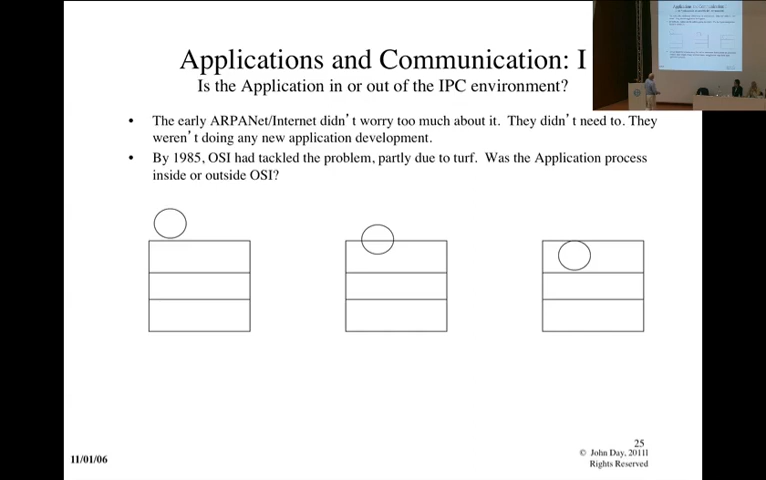 Applications and Communication: I
Is the Application in or out of the IPC environment?
• The early ARPANet/Internet didn't worry too much about it. They didn't need to. They
weren't doing any new application development.
• By 1985, OSI had tackled the problem, partly due to turf. Was the Application process
inside or outside OSI?
25
© John Day, 2011l
Rights Reserved
11/01/06